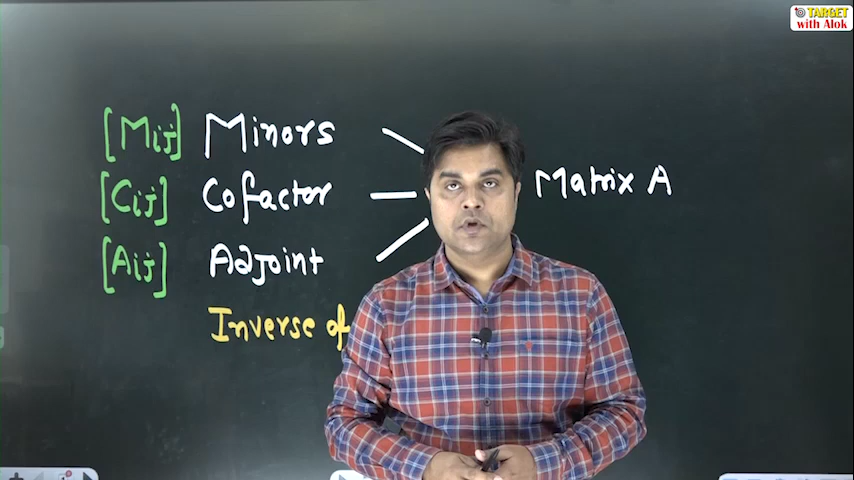 TARGET
with Alok
[Mij] Minors
[Cij] Cofactor Matrix A
[Aij] Adjoint
Inverse of